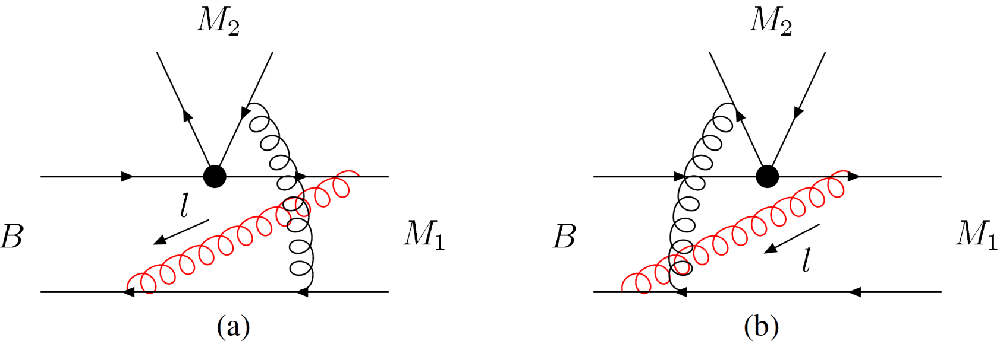 M₂ M₂
l
l
B M₁ B M₁
(a) (b)